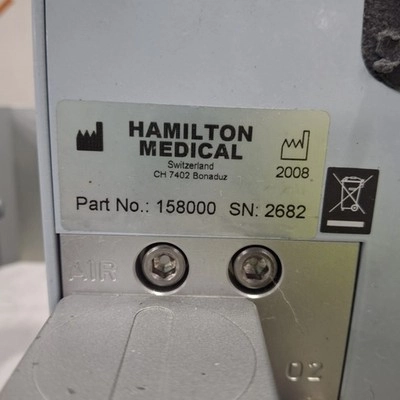 HAMILTON
MEDICAL
Switzerland
CH 7402 Bonaduz
2008
Part No.: 158000 SN: 2682
AIR
O2